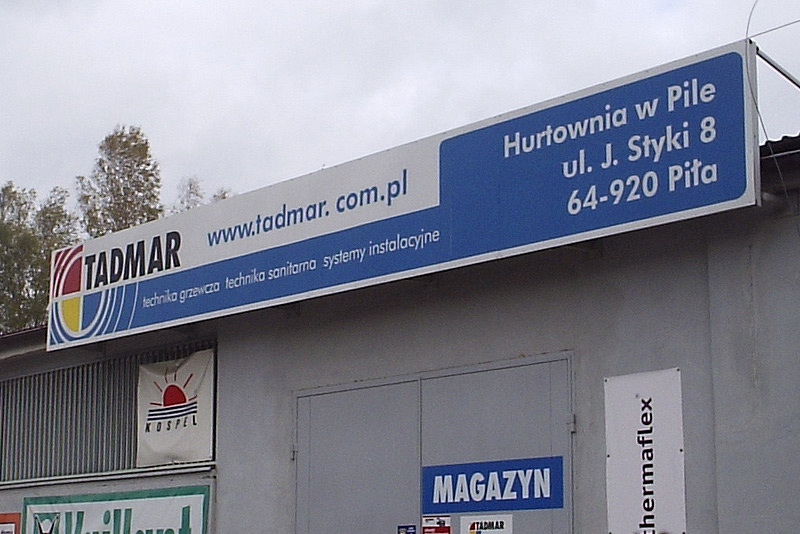 TADMAR
www.tadmar. com.pl
technika grzewcza technika sanitarna systemy instalacyjne
Hurtownia w Pile
ul. J. Styki 8
64-920 Piła
KOSPEL
MAGAZYN
TADMAR
chermaflex